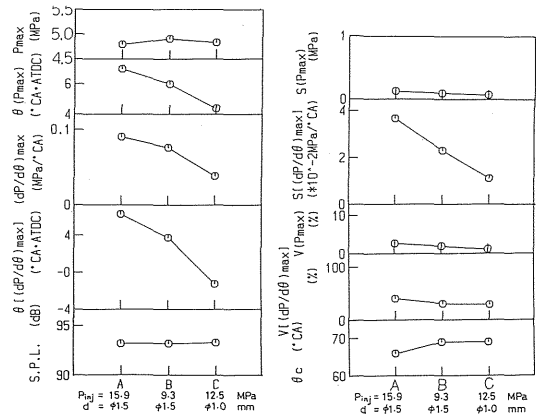 5.5
5.0
4.5
Pmax
(MPa)
6
4
θ (Pmax)
(°CA·ATDC)
0.1
0
(dP/dθ)max
(MPa/°CA)
4
-0
-4
θ [(dP/dθ)max]
(°CA·ATDC)
95
90
S.P.L. (dB)
A B C
Pinj = 15·9 9.3 12.5 MPa
d = φ1.5 φ1.5 φ1·0 mm
1
0
S(Pmax)
(MPa)
4
2
0
S[(dP/dθ)max]
(*10^-2MPa/°CA)
10
0
V(Pmax)
(%)
100
0
V[(dP/dθ)max]
(%)
70
60
θc (°CA)
A B C
Pinj = 15·9 9.3 12.5 MPa
d = φ1.5 φ1.5 φ1·0 mm